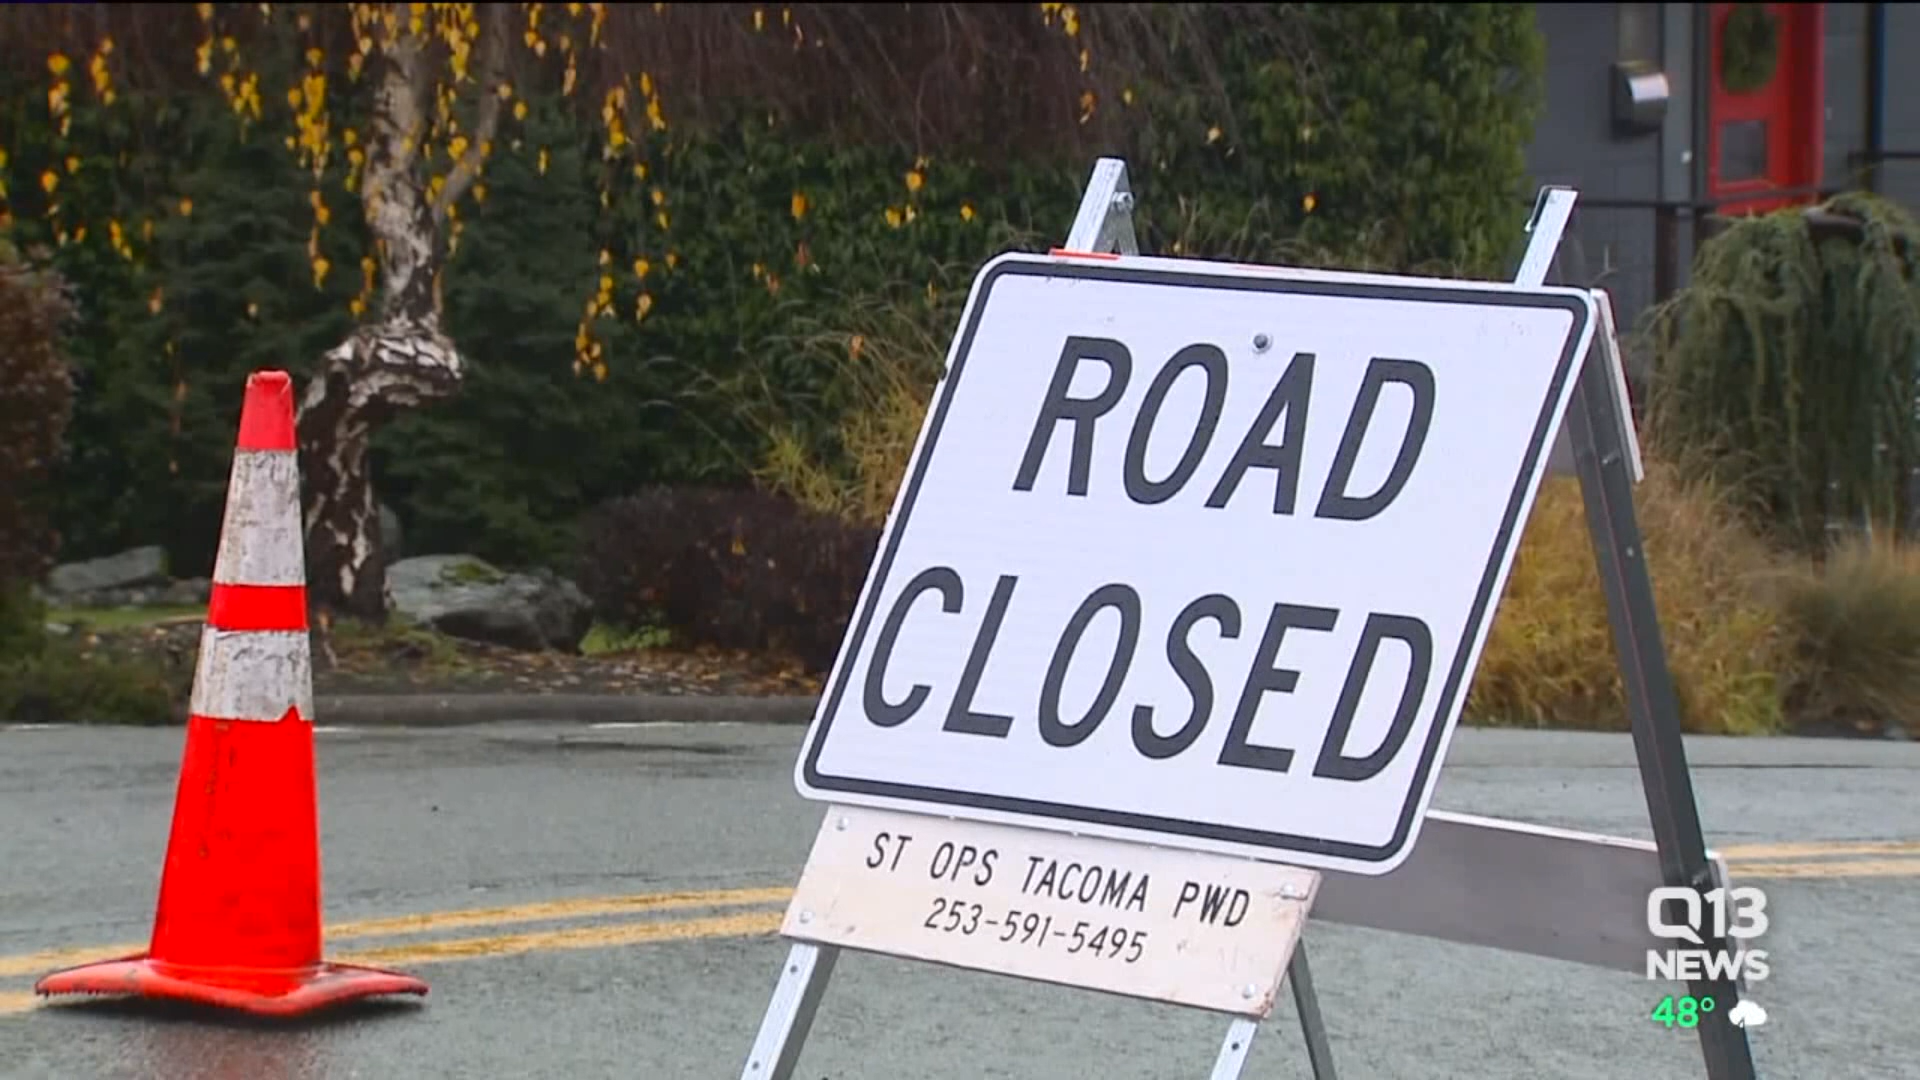 ROAD
CLOSED
ST OPS TACOMA PWD
253-591-5495
Q13
NEWS
48°